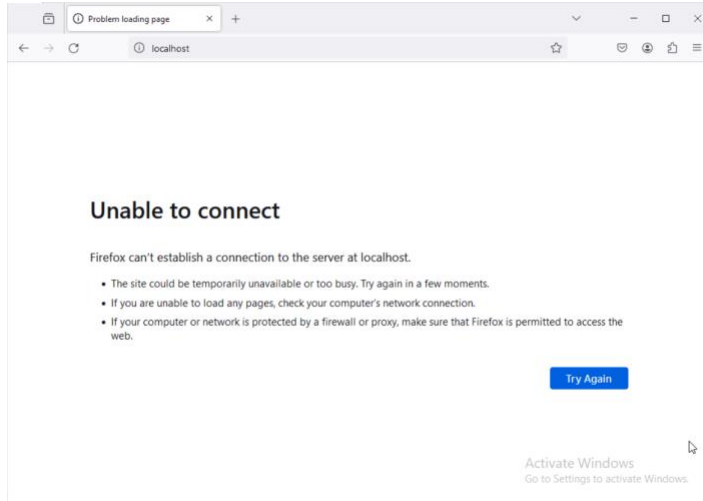 Problem loading page
localhost
Unable to connect
Firefox can't establish a connection to the server at localhost.
• The site could be temporarily unavailable or too busy. Try again in a few moments.
• If you are unable to load any pages, check your computer's network connection.
• If your computer or network is protected by a firewall or proxy, make sure that Firefox is permitted to access the
web.
Try Again
Activate Windows
Go to Settings to activate Windows.